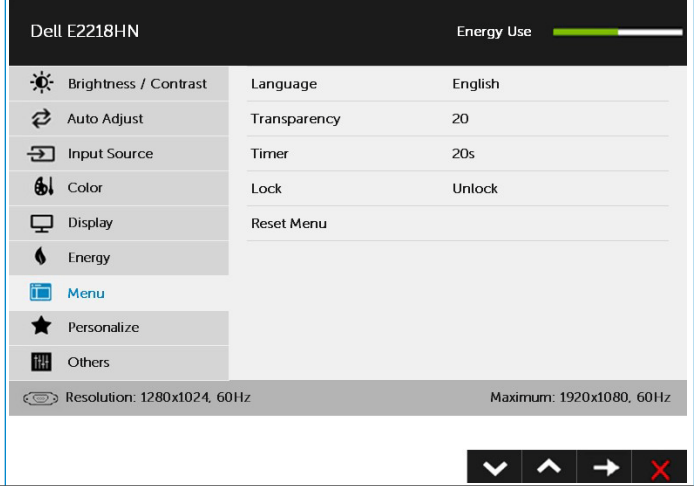 Dell E2218HN
Energy Use
Brightness / Contrast
Language English
Auto Adjust
Transparency 20
Input Source
Timer 20s
Color
Lock Unlock
Display
Reset Menu
Energy
Menu
Personalize
Others
Resolution: 1280x1024, 60Hz
Maximum: 1920x1080, 60Hz